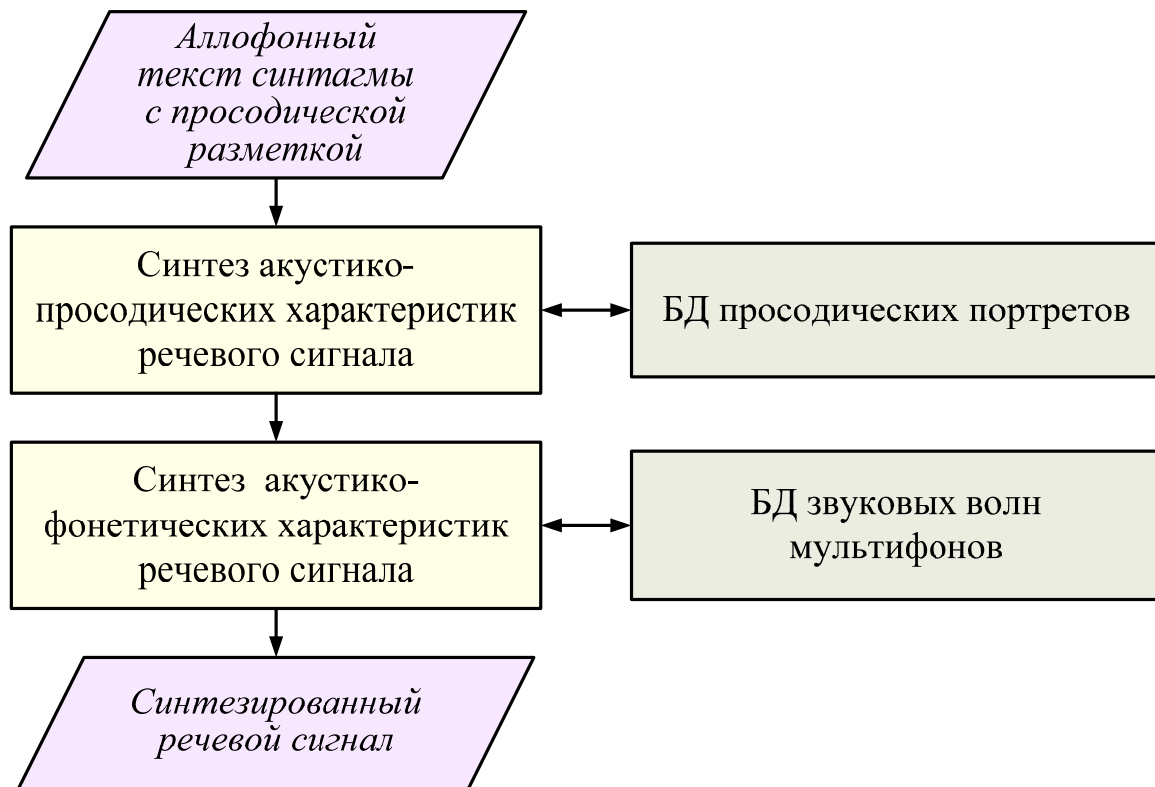 Аллофонный
текст синтагмы
с просодической
разметкой
Синтез акустико-
просодических характеристик
речевого сигнала
БД просодических портретов
Синтез акустико-
фонетических характеристик
речевого сигнала
БД звуковых волн
мультифонов
Синтезированный
речевой сигнал